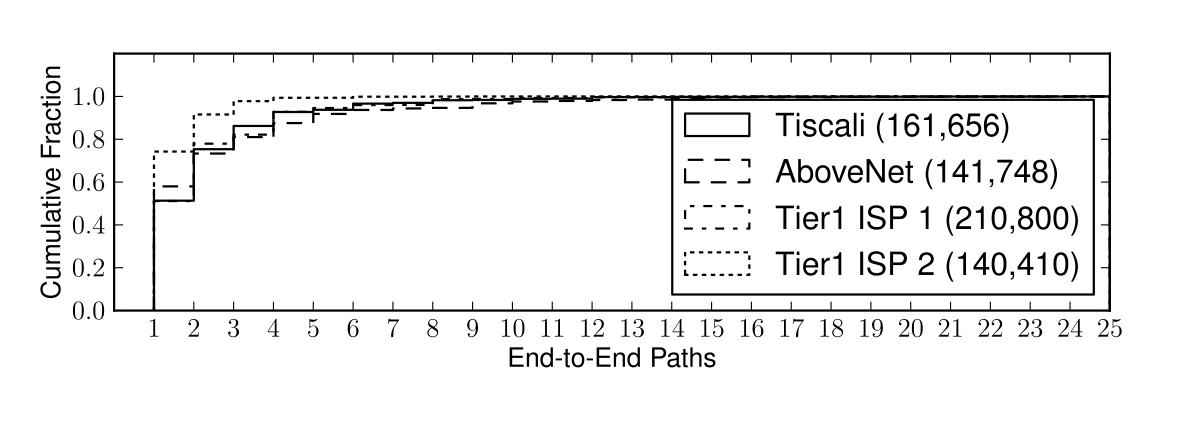 Cumulative Fraction
1.0
0.8
0.6
0.4
0.2
0.0
Tiscali (161,656)
AboveNet (141,748)
Tier1 ISP 1 (210,800)
Tier1 ISP 2 (140,410)
1 2 3 4 5 6 7 8 9 10 11 12 13 14 15 16 17 18 19 20 21 22 23 24 25
End-to-End Paths